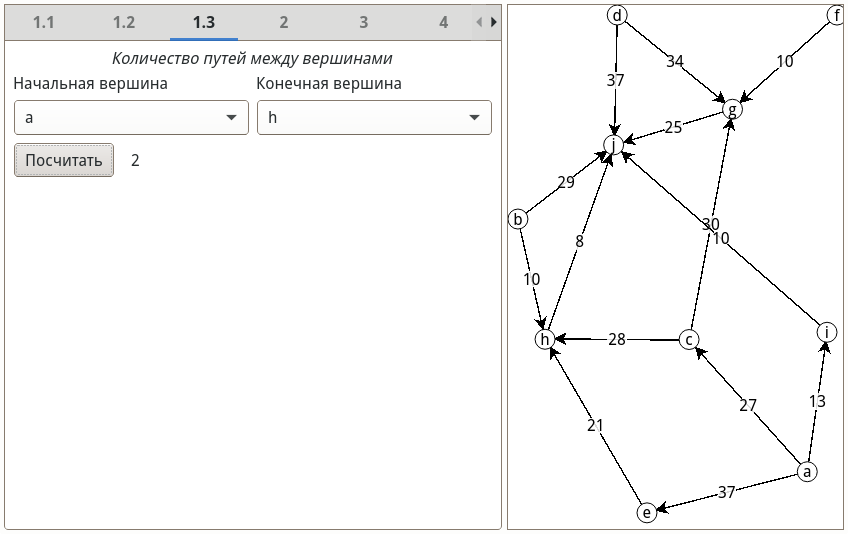 1.1 1.2 1.3 2 3 4
Количество путей между вершинами
Начальная вершина Конечная вершина
a h
Посчитать 2
d f
34 10
37
g
25
j
29
b
30
10
8
10
i
h 28 c
13
27
21
a
37
e